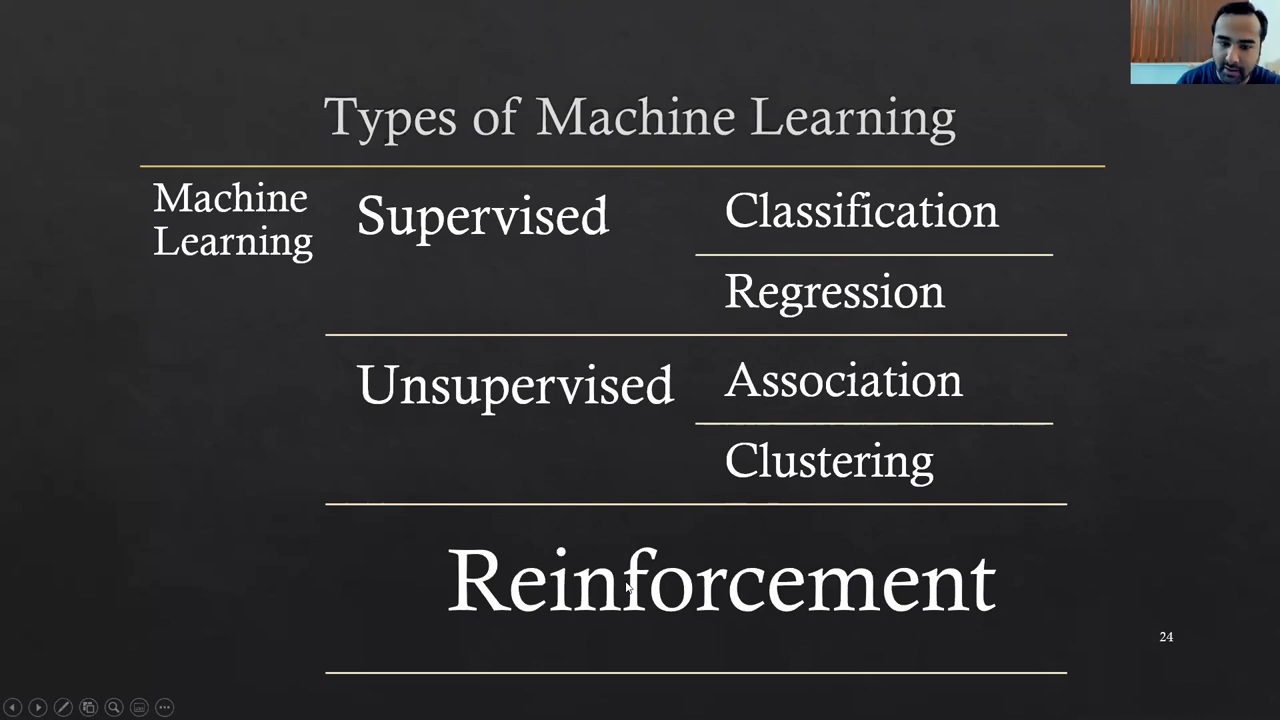 Types of Machine Learning
Machine
Learning
Supervised
Classification
Regression
Unsupervised
Association
Clustering
Reinforcement
24